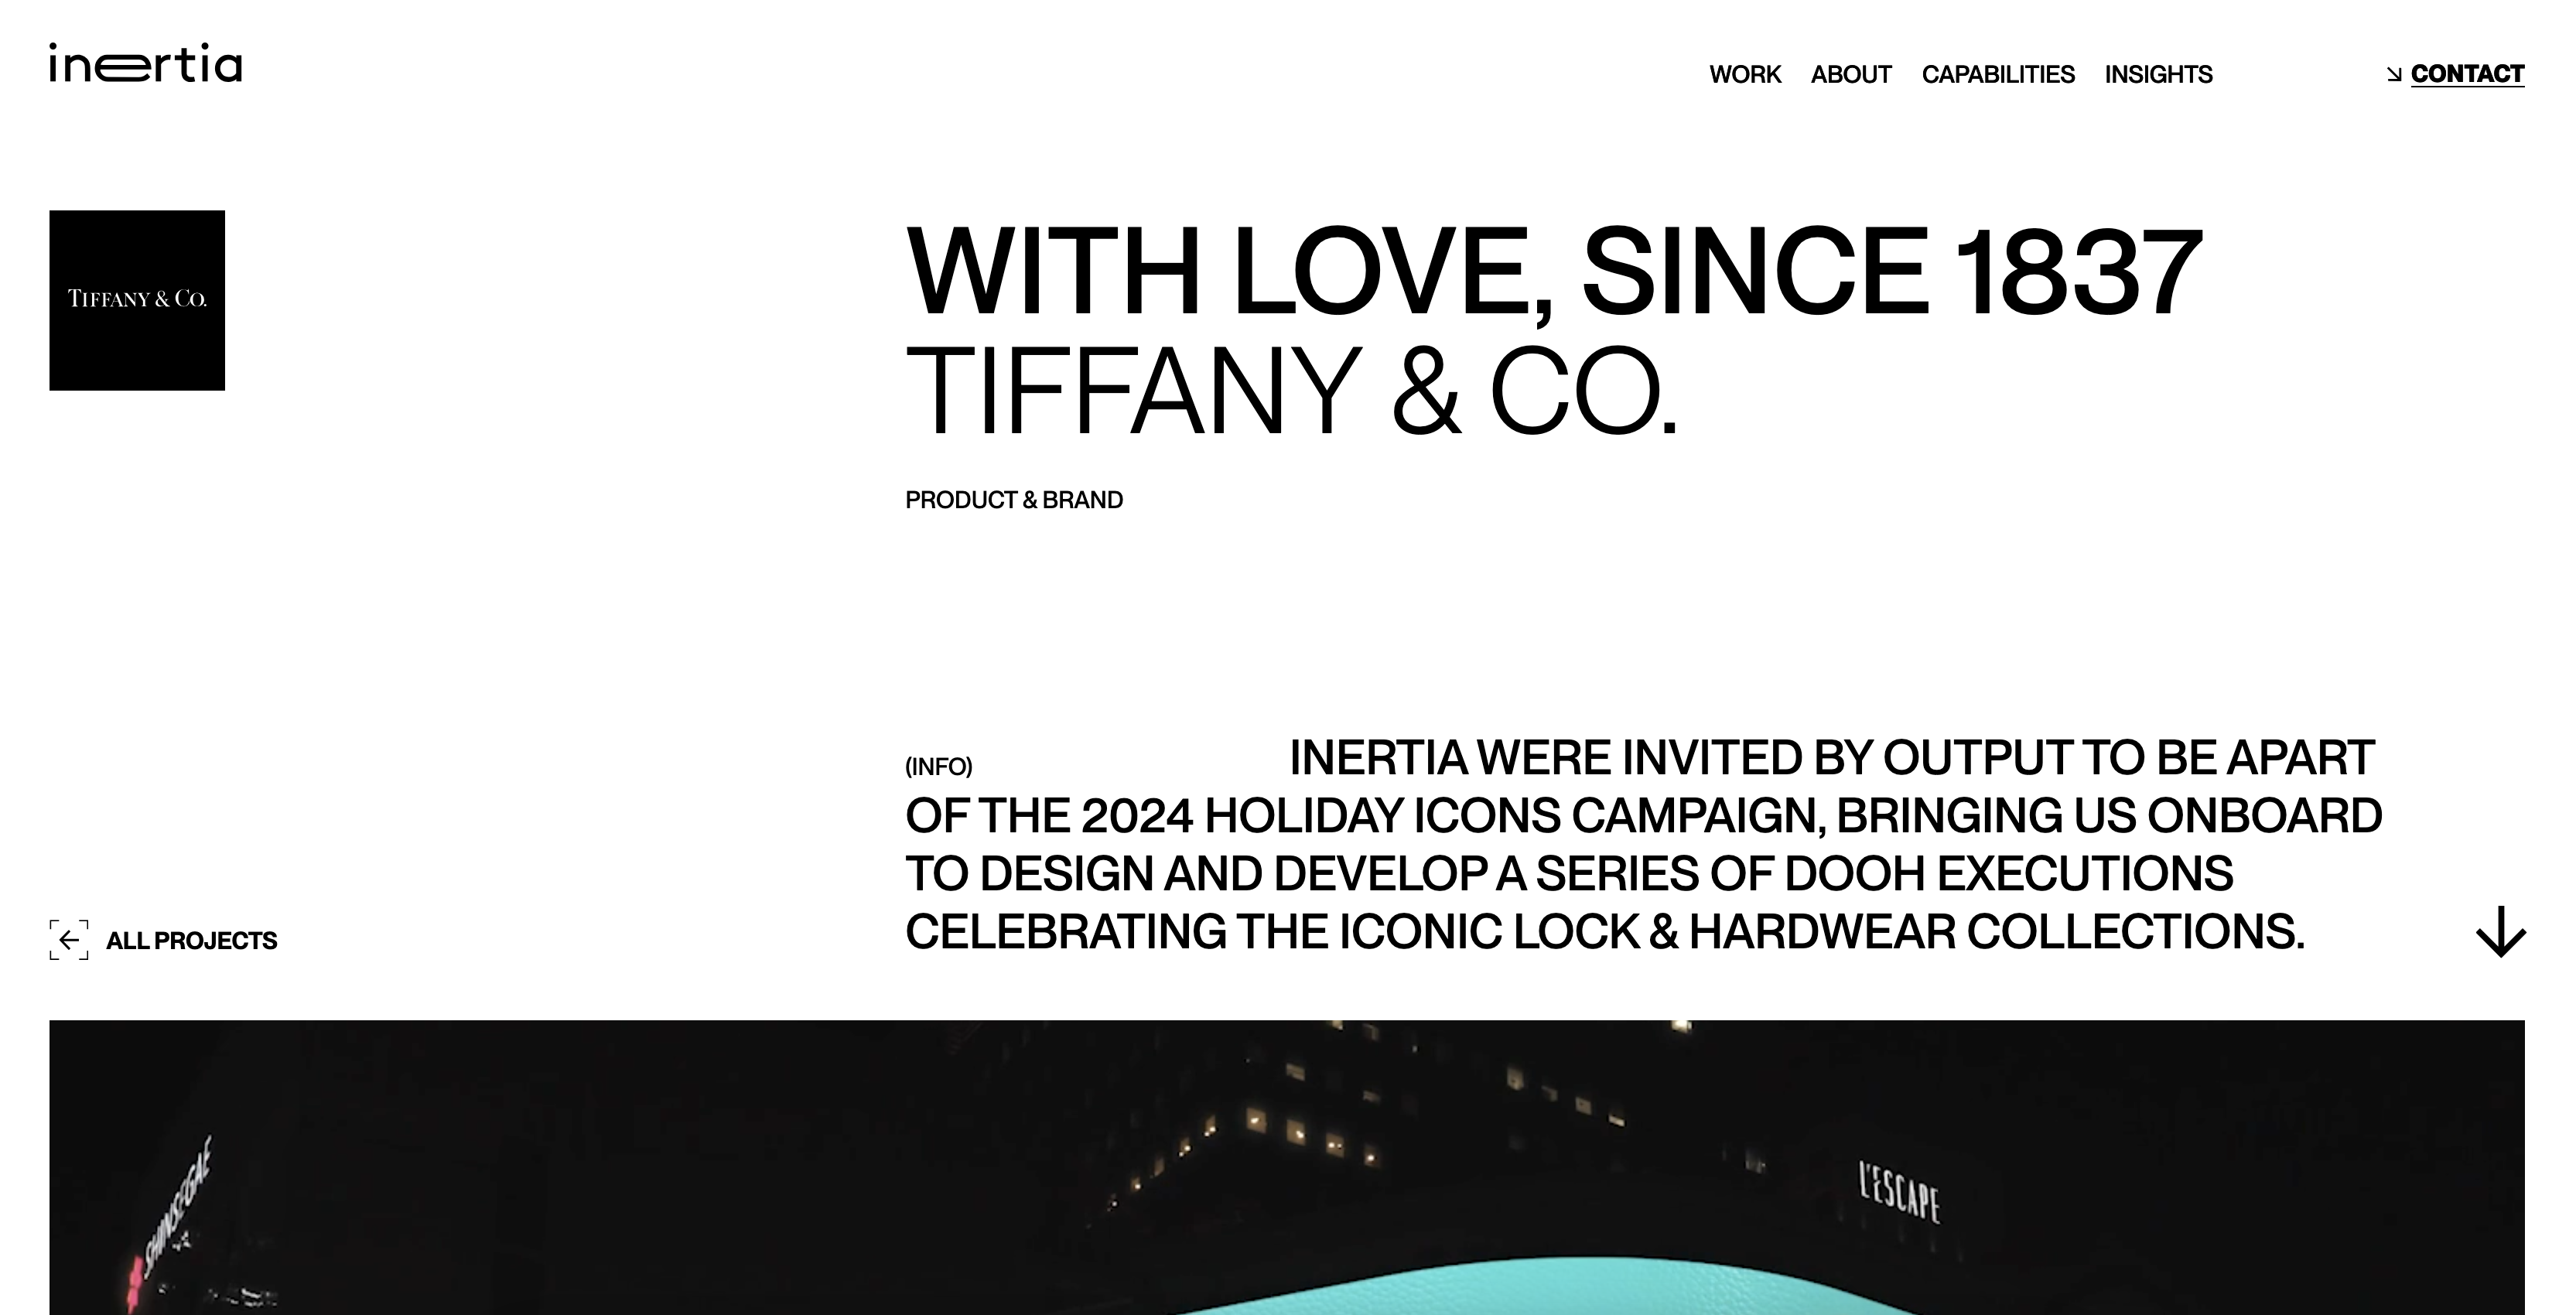 inertia
WORK ABOUT CAPABILITIES INSIGHTS CONTACT
TIFFANY & CO.
WITH LOVE, SINCE 1837
TIFFANY & CO.
PRODUCT & BRAND
(INFO) INERTIA WERE INVITED BY OUTPUT TO BE APART
OF THE 2024 HOLIDAY ICONS CAMPAIGN, BRINGING US ONBOARD
TO DESIGN AND DEVELOP A SERIES OF DOOH EXECUTIONS
CELEBRATING THE ICONIC LOCK & HARDWEAR COLLECTIONS.
ALL PROJECTS
SHINSEGAE
L'ESCAPE